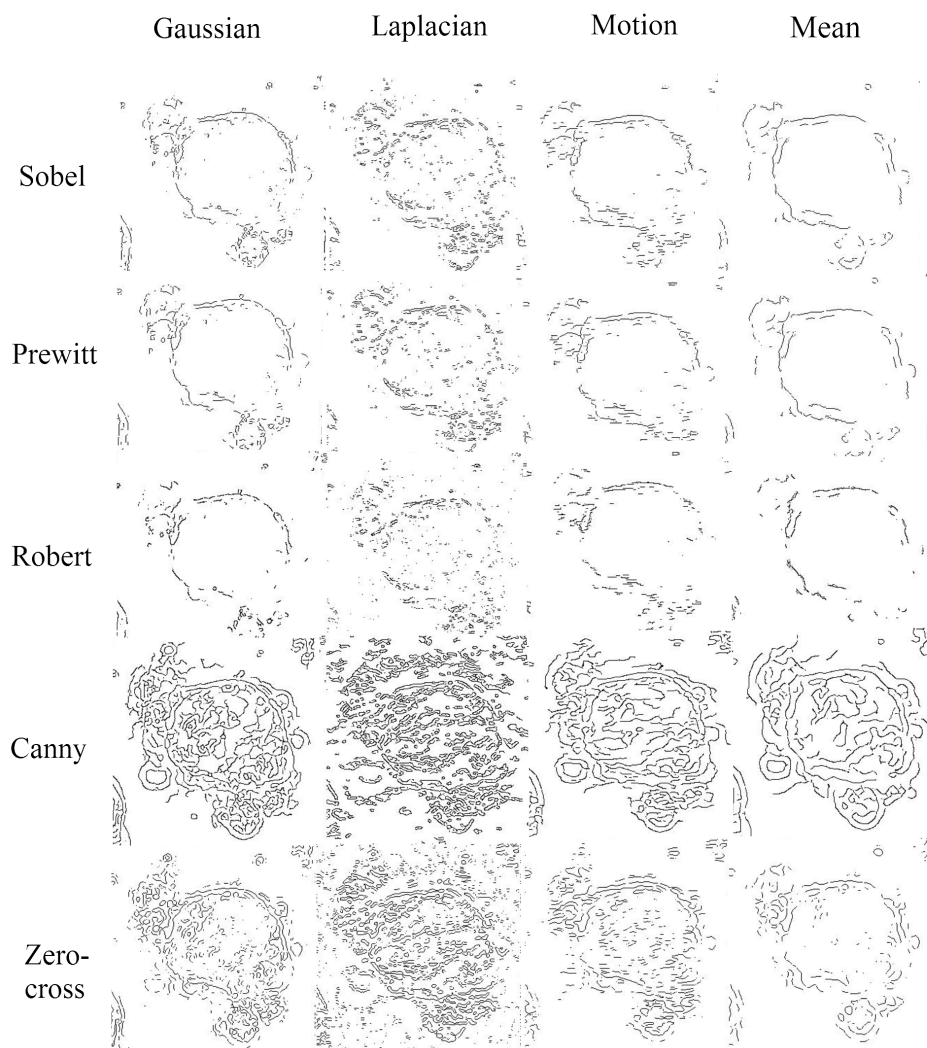 Gaussian Laplacian Motion Mean
Sobel
Prewitt
Robert
Canny
Zero-
cross